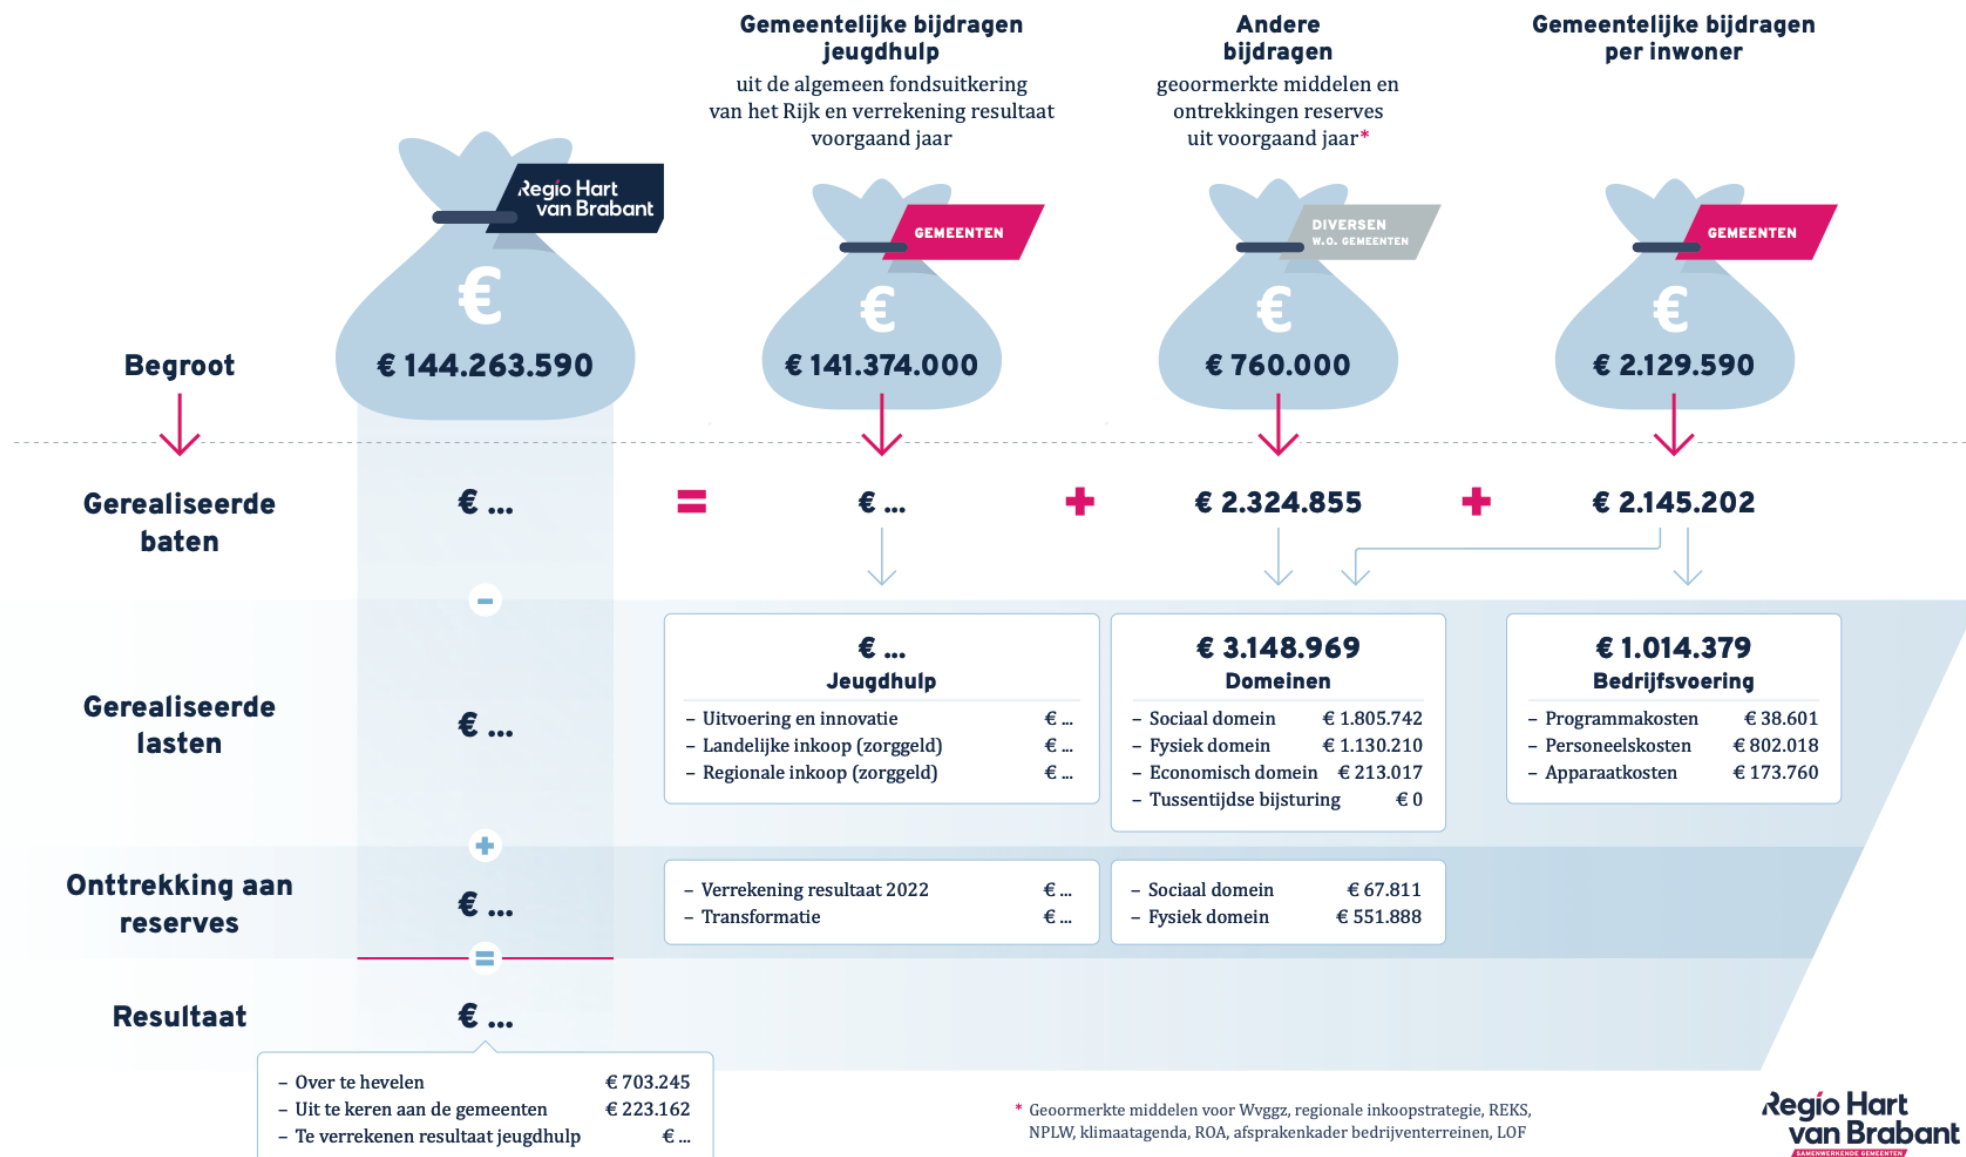 Gemeentelijke bijdragen
jeugdhulp
uit de algemeen fondsuitkering
van het Rijk en verrekening resultaat
voorgaand jaar
Andere
bijdragen
geoormerkte middelen en
ontrekkingen reserves
uit voorgaand jaar*
Gemeentelijke bijdragen
per inwoner
Regio Hart
van Brabant
GEMEENTEN
DIVERSEN
W.O. GEMEENTEN
GEMEENTEN
€
€
€
€
Begroot
€ 144.263.590
€ 141.374.000
€ 760.000
€ 2.129.590
Gerealiseerde
baten
€ ...
=
€ ...
+
€ 2.324.855
+
€ 2.145.202
–
Gerealiseerde
lasten
€ ...
€ ...
Jeugdhulp
– Uitvoering en innovatie € ...
– Landelijke inkoop (zorggeld) € ...
– Regionale inkoop (zorggeld) € ...
€ 3.148.969
Domeinen
– Sociaal domein € 1.805.742
– Fysiek domein € 1.130.210
– Economisch domein € 213.017
– Tussentijdse bijsturing € 0
€ 1.014.379
Bedrijfsvoering
– Programmakosten € 38.601
– Personeelskosten € 802.018
– Apparaatkosten € 173.760
+
Onttrekking aan
reserves
€ ...
– Verrekening resultaat 2022 € ...
– Transformatie € ...
– Sociaal domein € 67.811
– Fysiek domein € 551.888
=
Resultaat
€ ...
– Over te hevelen € 703.245
– Uit te keren aan de gemeenten € 223.162
– Te verrekenen resultaat jeugdhulp € ...
* Geoormerkte middelen voor Wvggz, regionale inkoopstrategie, REKS,
NPLW, klimaatagenda, ROA, afsprakenkader bedrijventerreinen, LOF
Regio Hart
van Brabant
SAMENWERKENDE GEMEENTEN